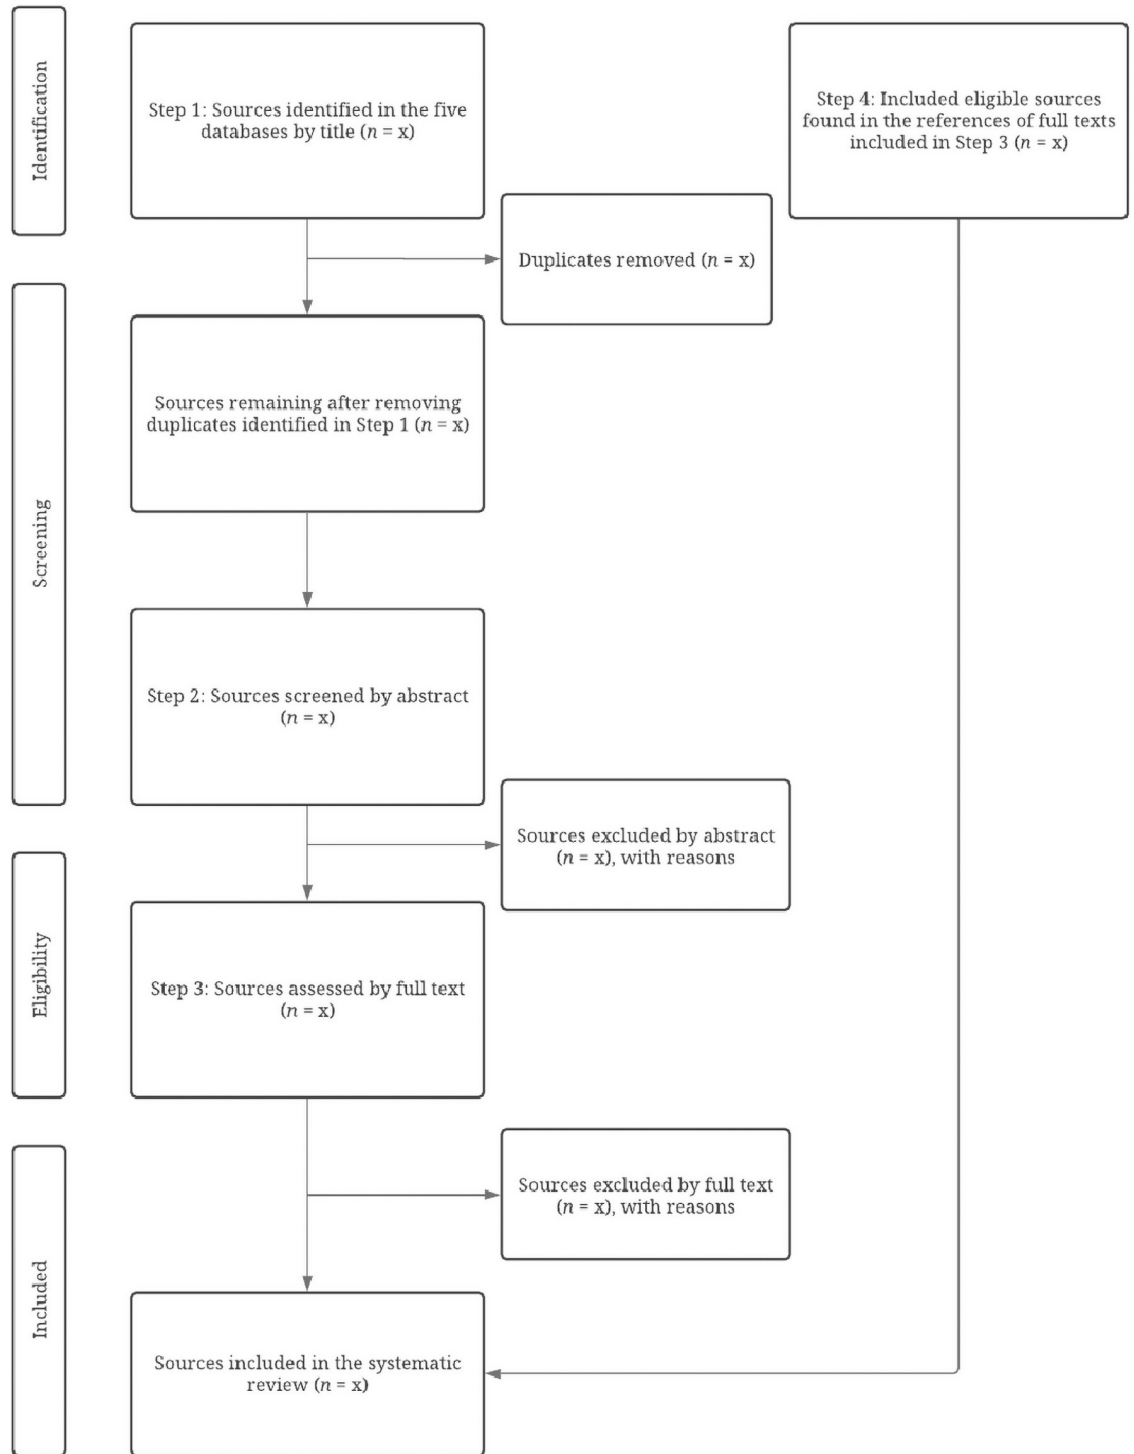 Identification
Step 1: Sources identified in the five
databases by title (n = x)
Step 4: Included eligible sources
found in the references of full texts
included in Step 3 (n = x)
Duplicates removed (n = x)
Screening
Sources remaining after removing
duplicates identified in Step 1 (n = x)
Step 2: Sources screened by abstract
(n = x)
Sources excluded by abstract
(n = x), with reasons
Eligibility
Step 3: Sources assessed by full text
(n = x)
Sources excluded by full text
(n = x), with reasons
Included
Sources included in the systematic
review (n = x)